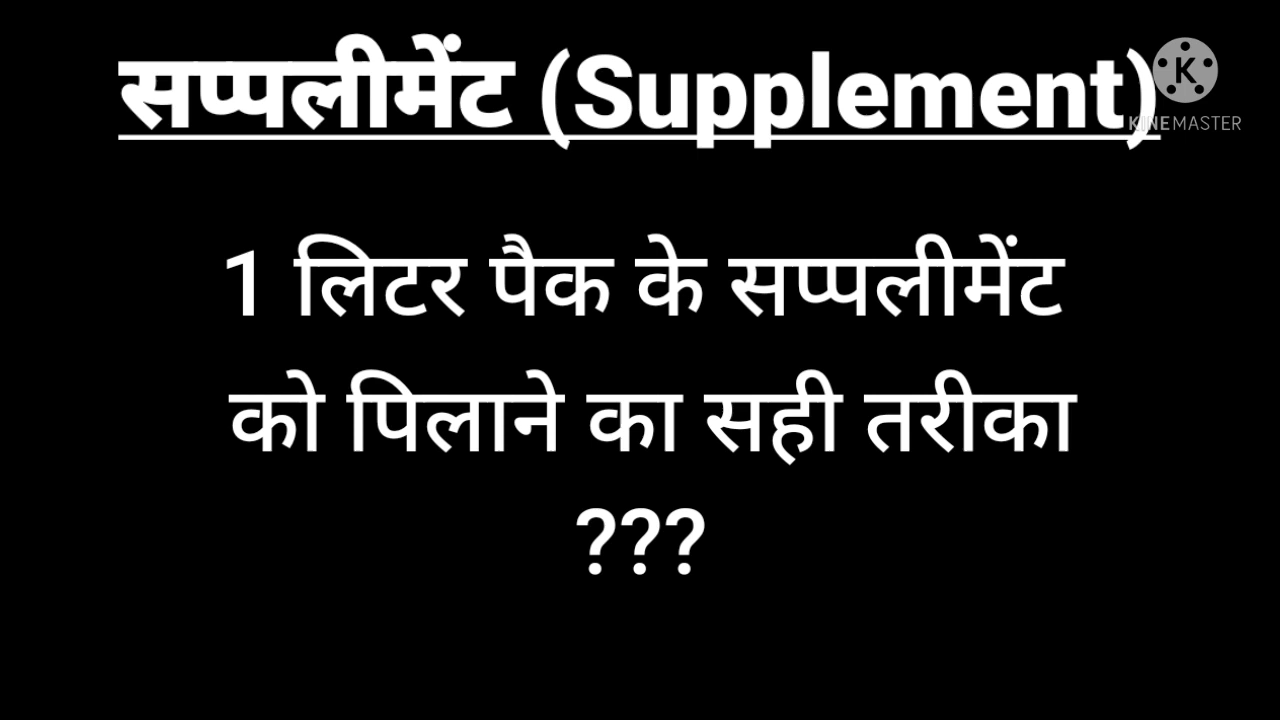 सप्पलीमेंट (Supplement)
KINEMASTER
1 लिटर पैक के सप्पलीमेंट
को पिलाने का सही तरीका
???